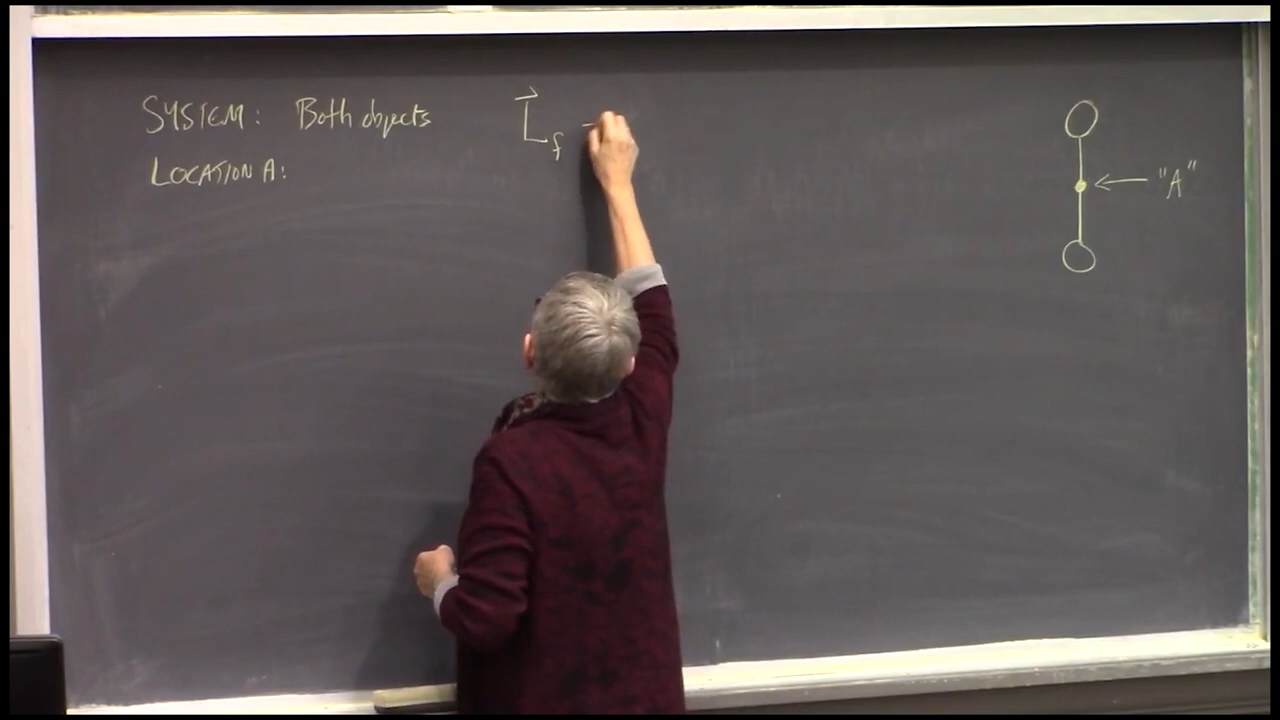 SYSTEM: Both objects
L⃗f –
LOCATION A:
"A"